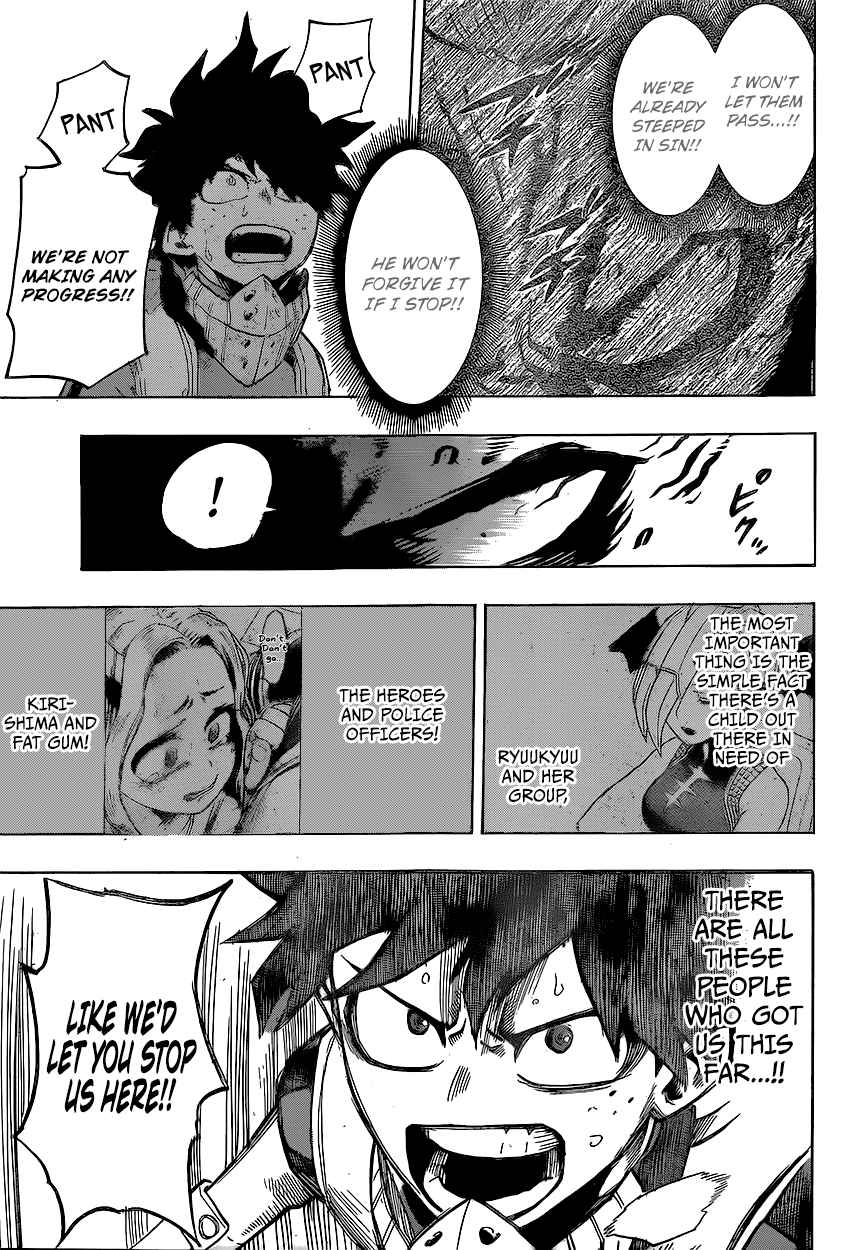 I WON'T
LET THEM
PASS...!!
WE'RE
ALREADY
STEEPED
IN SIN!!
HE WON'T
FORGIVE IT
IF I STOP!!
PANT
PANT
WE'RE NOT
MAKING ANY
PROGRESS!!
ピクッ
!
THE MOST
IMPORTANT
THING IS THE
SIMPLE FACT
THERE'S A
CHILD OUT
THERE IN
NEED OF
RYUUKYUU
AND HER
GROUP,
THE HEROES
AND POLICE
OFFICERS!
Don't..
Don't
go...
KIRI-
SHIMA AND
FAT GUM!
THERE
ARE ALL
THESE
PEOPLE
WHO GOT
US THIS
FAR...!!
LIKE WE'D
LET YOU STOP
US HERE!!